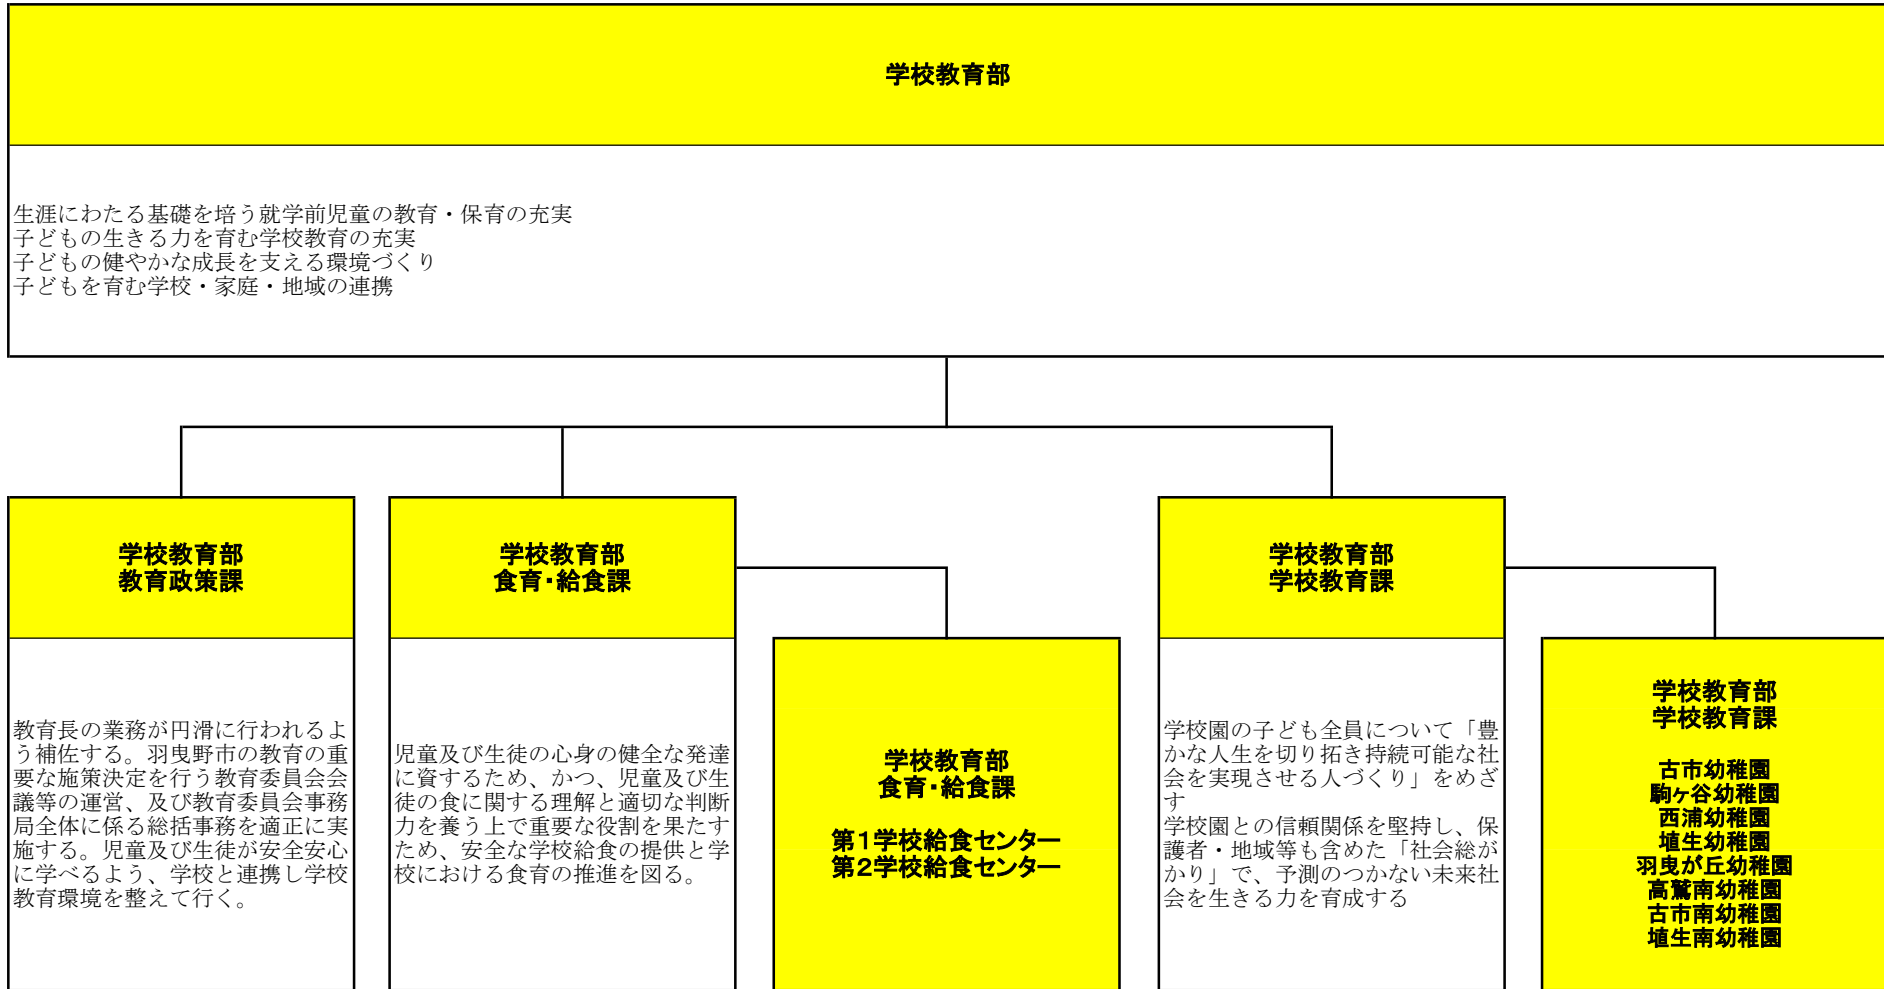 学校教育部
生涯にわたる基礎を培う就学前児童の教育・保育の充実
子どもの生きる力を育む学校教育の充実
子どもの健やかな成長を支える環境づくり
子どもを育む学校・家庭・地域の連携
学校教育部
教育政策課
教育長の業務が円滑に行われるよ
う補佐する。羽曳野市の教育の重
要な施策決定を行う教育委員会会
議等の運営、及び教育委員会事務
局全体に係る総括事務を適正に実
施する。児童及び生徒が安全安心
に学べるよう、学校と連携し学校
教育環境を整えて行く。
学校教育部
食育・給食課
児童及び生徒の心身の健全な発達
に資するため、かつ、児童及び生
徒の食に関する理解と適切な判断
力を養う上で重要な役割を果たす
ため、安全な学校給食の提供と学
校における食育の推進を図る。
学校教育部
食育・給食課
第1学校給食センター
第2学校給食センター
学校教育部
学校教育課
学校園の子ども全員について「豊
かな人生を切り拓き持続可能な社
会を実現させる人づくり」をめざ
す
学校園との信頼関係を堅持し、保
護者・地域等も含めた「社会総が
かり」で、予測のつかない未来社
会を生きる力を育成する
学校教育部
学校教育課
古市幼稚園
駒ヶ谷幼稚園
西浦幼稚園
埴生幼稚園
羽曳が丘幼稚園
高鷲南幼稚園
古市南幼稚園
埴生南幼稚園